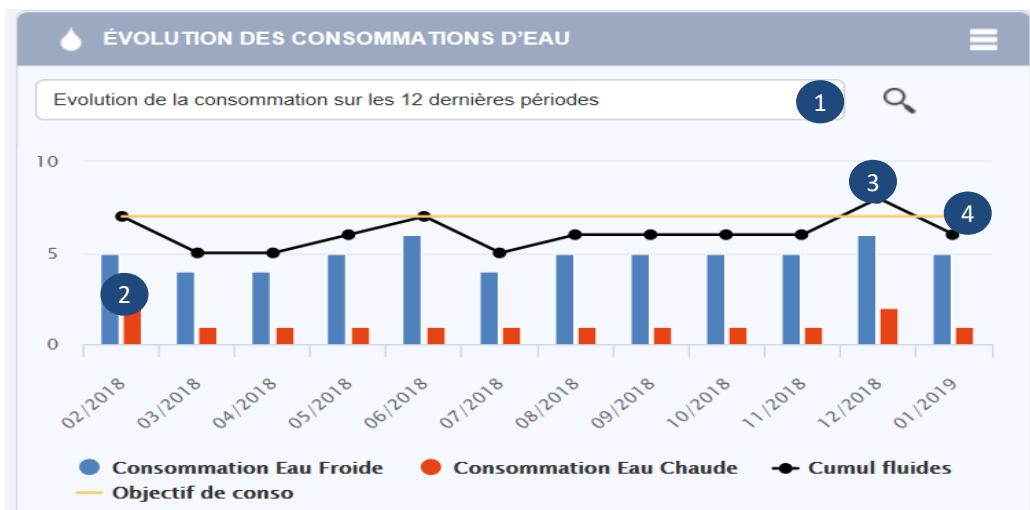 ÉVOLUTION DES CONSOMMATIONS D'EAU
Evolution de la consommation sur les 12 dernières périodes
1
10
3
4
5
2
0
02/2018 03/2018 04/2018 05/2018 06/2018 07/2018 08/2018 09/2018 10/2018 11/2018 12/2018 01/2019
Consommation Eau Froide Consommation Eau Chaude Cumul fluides
Objectif de conso